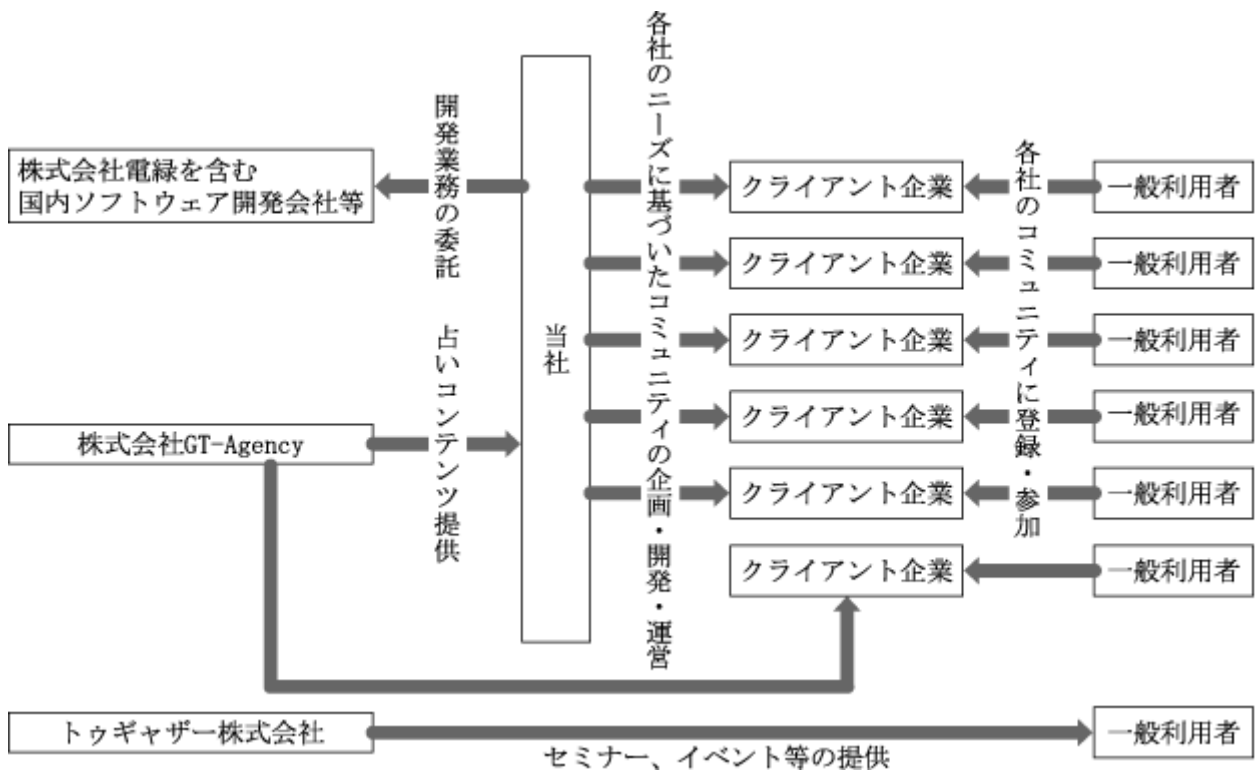 株式会社電緑を含む
国内ソフトウェア開発会社等
開発業務の委託
株式会社GT-Agency
占いコンテンツ提供
当社
各社のニーズに基づいたコミュニティの企画・開発・運営
クライアント企業
クライアント企業
クライアント企業
クライアント企業
クライアント企業
クライアント企業
各社のコミュニティに登録・参加
一般利用者
一般利用者
一般利用者
一般利用者
一般利用者
一般利用者
トゥギャザー株式会社
セミナー、イベント等の提供
一般利用者